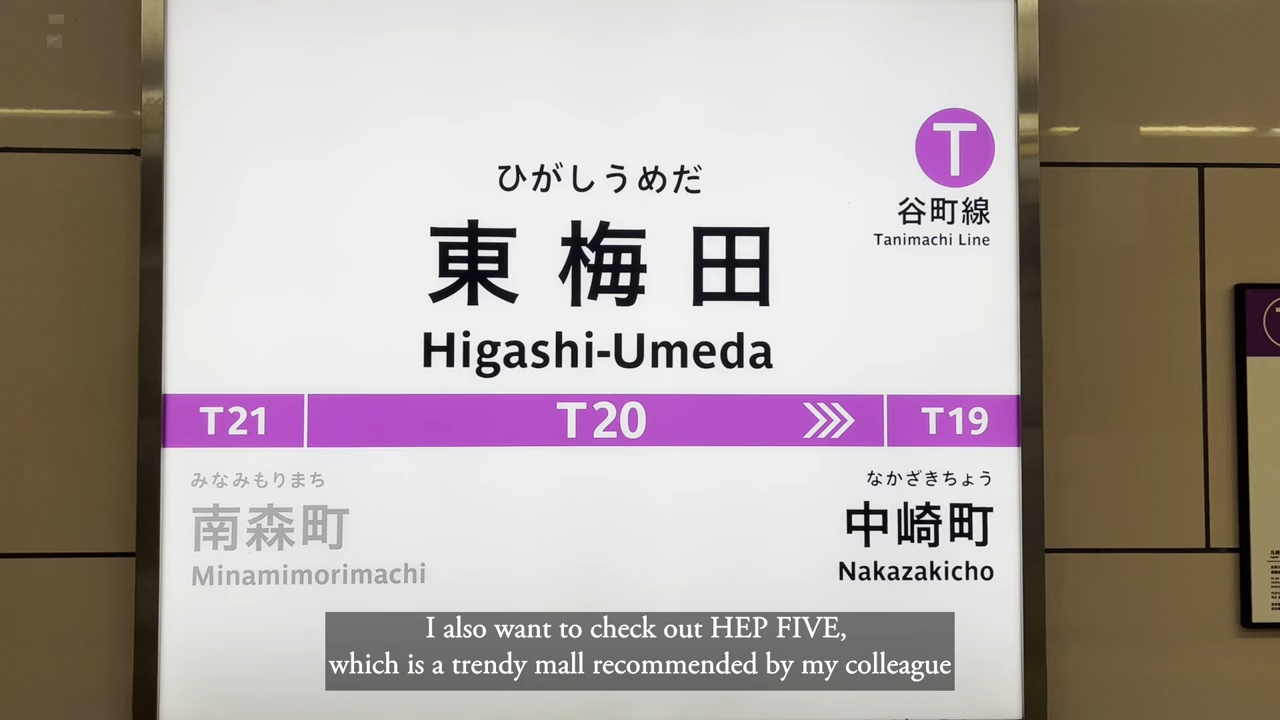 T
谷町線
Tanimachi Line
ひがしうめだ
東梅田
Higashi-Umeda
T21
T20
T19
みなみもりまち
南森町
Minamimorimachi
なかざきちょう
中崎町
Nakazakicho
I also want to check out HEP FIVE,
which is a trendy mall recommended by my colleague